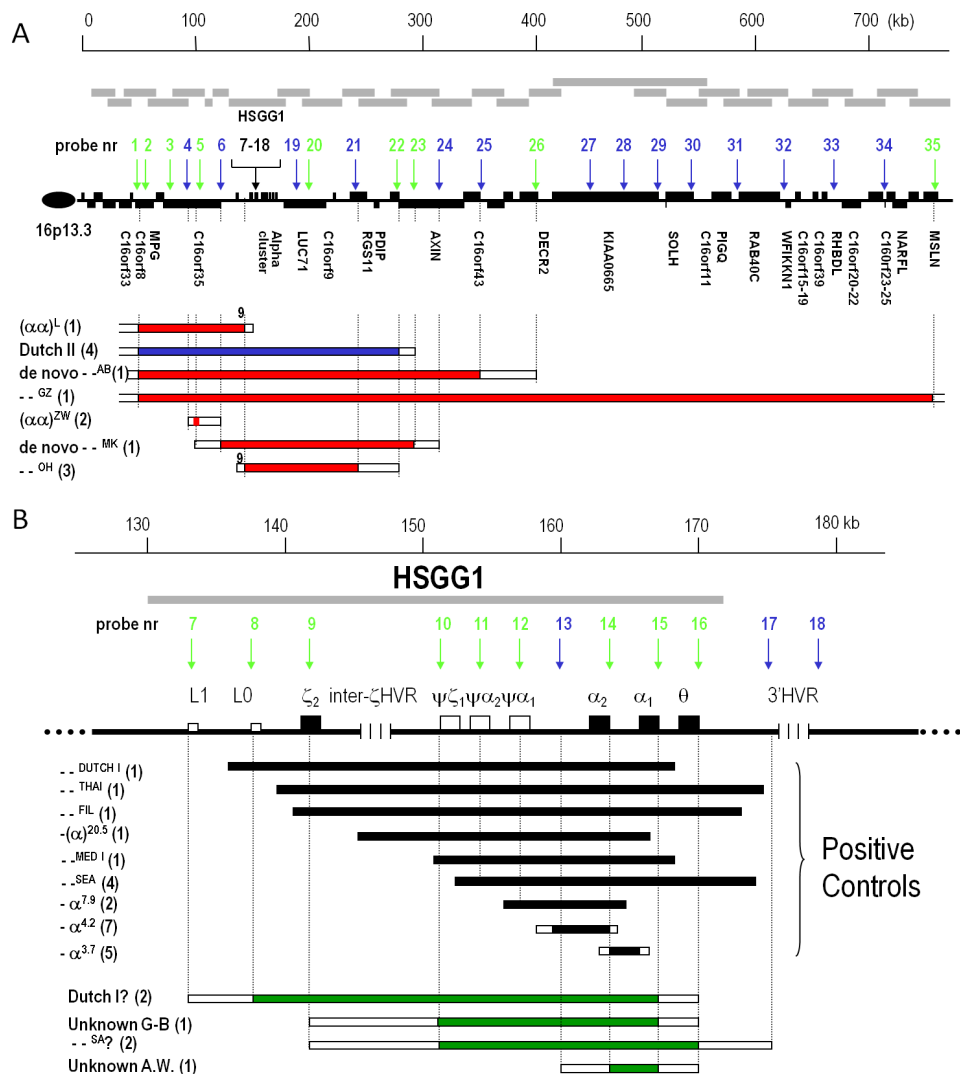 A
0 100 200 300 400 500 600 700 (kb)
HSGG1
probe nr 1 2 3 4 5 6 7-18 19 20 21 22 23 24 25 26 27 28 29 30 31 32 33 34 35
16p13.3
C16orf33 C16orf8 MPG C16orf35 Alpha cluster LUC71 C16orf9 RGS11 PDIP AXIN C16orf43 DECR2 KIAA0665 SOLH C16orf11 PIGQ RAB40C WFIKKN1 C16orf15-19 C16orf39 RHBDL C16orf20-22 C160rf23-25 NARFL MSLN
9
(αα)L (1)
Dutch II (4)
de novo - -AB(1)
- - GZ (1)
(αα)ZW (2)
de novo - - MK (1)
9
- - OH (3)
B
130 140 150 160 170 180 kb
HSGG1
probe nr 7 8 9 10 11 12 13 14 15 16 17 18
L1 L0 ζ2 inter-ζHVR ψζ1 ψα2 ψα1 α2 α1 θ 3'HVR
- - DUTCH I (1)
- - THAI (1)
- - FIL (1)
-(α)20.5 (1)
- -MED I (1)
- -SEA (4)
- α7.9 (2)
- α4.2 (7)
- α3.7 (5)
Positive
Controls
Dutch I? (2)
Unknown G-B (1)
- - SA? (2)
Unknown A.W. (1)